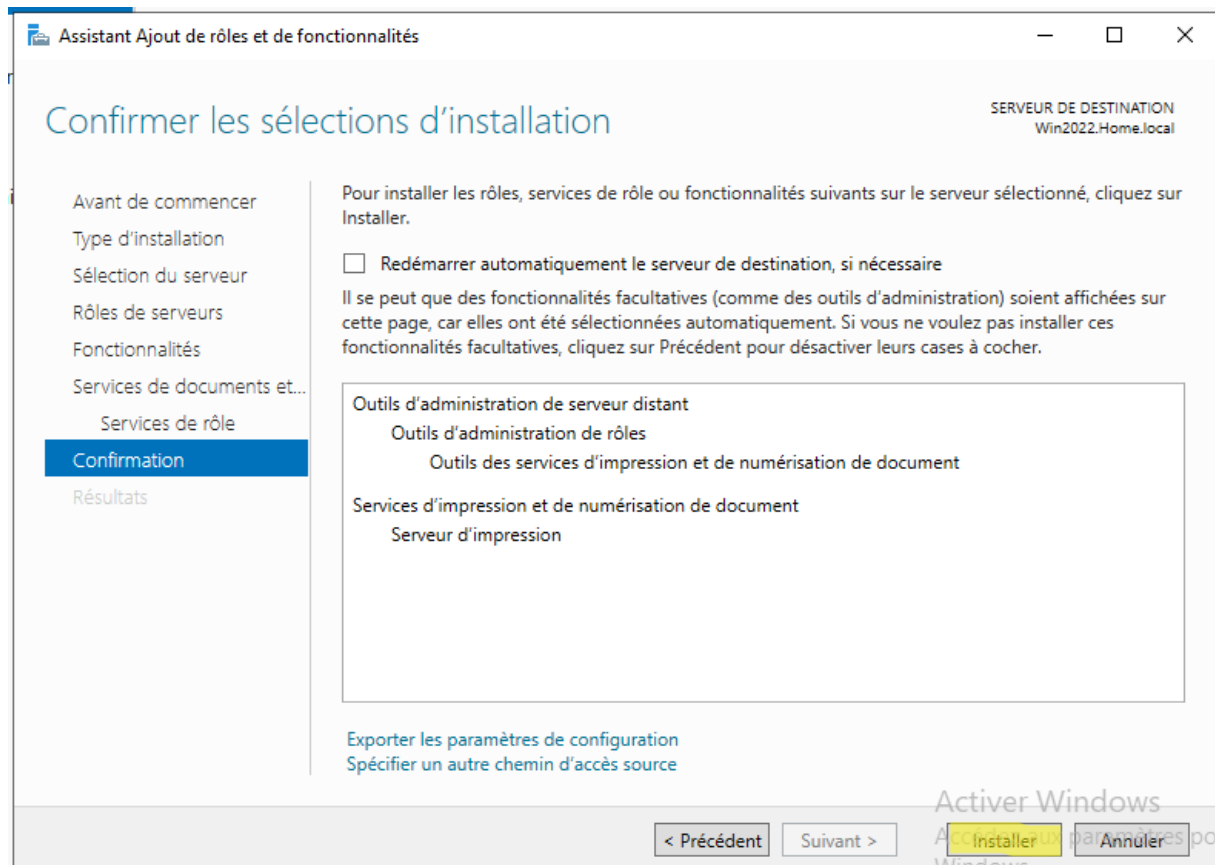 Assistant Ajout de rôles et de fonctionnalités
Confirmer les sélections d’installation
SERVEUR DE DESTINATION
Win2022.Home.local
Avant de commencer
Type d’installation
Sélection du serveur
Rôles de serveurs
Fonctionnalités
Services de documents et...
Services de rôle
Confirmation
Résultats
Pour installer les rôles, services de rôle ou fonctionnalités suivants sur le serveur sélectionné, cliquez sur
Installer.
Redémarrer automatiquement le serveur de destination, si nécessaire
Il se peut que des fonctionnalités facultatives (comme des outils d’administration) soient affichées sur
cette page, car elles ont été sélectionnées automatiquement. Si vous ne voulez pas installer ces
fonctionnalités facultatives, cliquez sur Précédent pour désactiver leurs cases à cocher.
Outils d’administration de serveur distant
Outils d’administration de rôles
Outils des services d’impression et de numérisation de document
Services d’impression et de numérisation de document
Serveur d’impression
Exporter les paramètres de configuration
Spécifier un autre chemin d’accès source
Activer Windows
< Précédent
Suivant >
Installer
Annuler